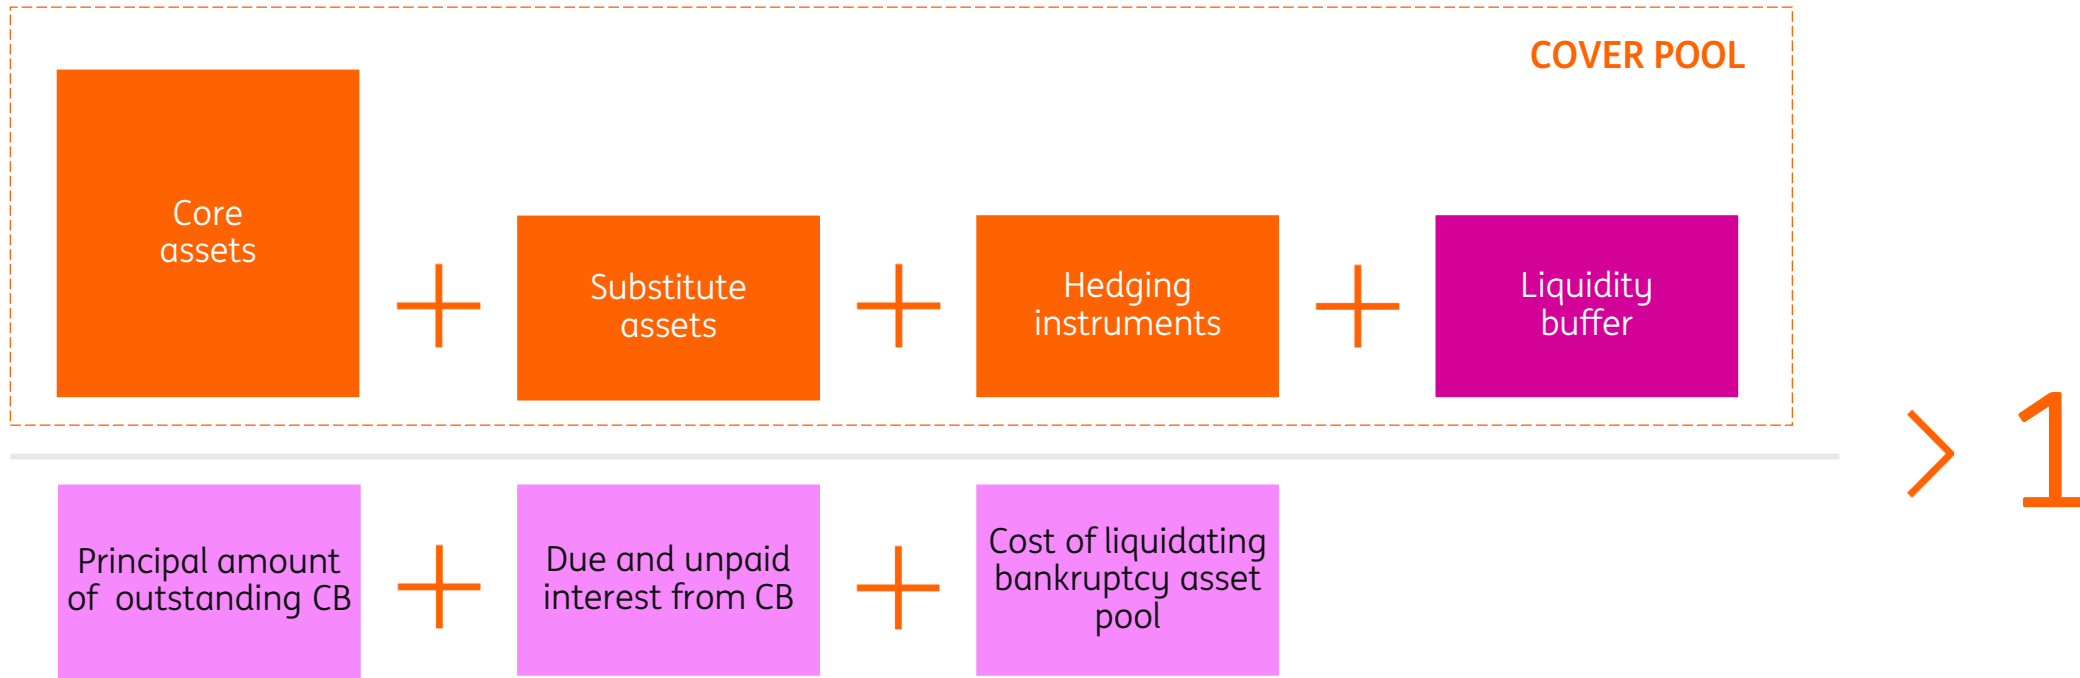 COVER POOL
Core
assets
+
Substitute
assets
+
Hedging
instruments
+
Liquidity
buffer
> 1
Principal amount
of outstanding CB
+
Due and unpaid
interest from CB
+
Cost of liquidating
bankruptcy asset
pool